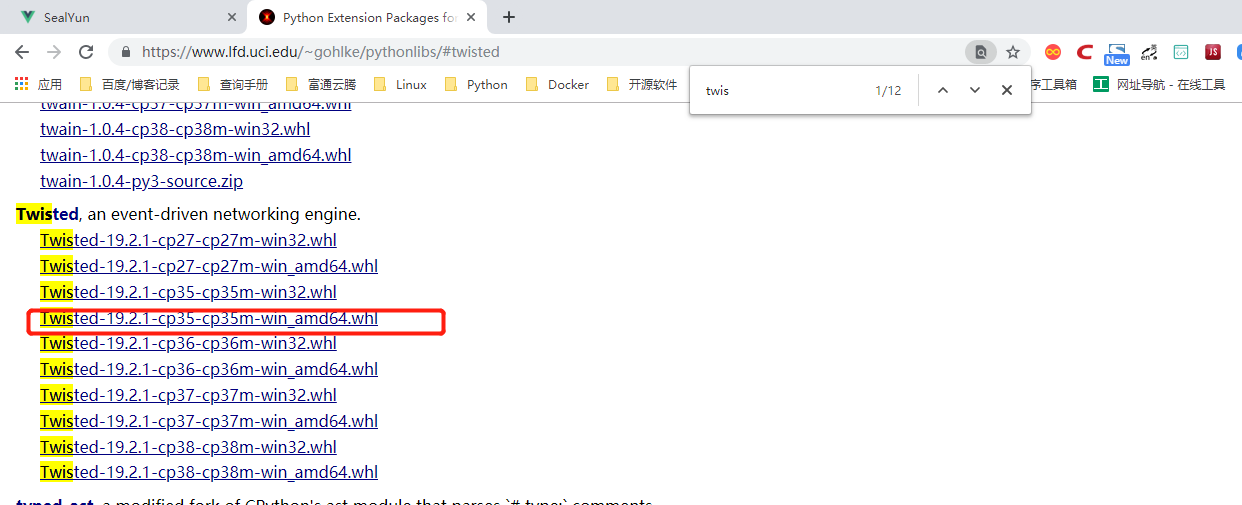 SealYun
Python Extension Packages for
https://www.lfd.uci.edu/~gohlke/pythonlibs/#twisted
New
en
JS
应用
百度/博客记录
查询手册
富通云腾
Linux
Python
Docker
开源软件
序工具箱
工
网址导航 - 在线工具
twis
1/12
twain-1.0.4-cp37-cp37m-win_amd64.whl
twain-1.0.4-cp38-cp38m-win32.whl
twain-1.0.4-cp38-cp38m-win_amd64.whl
twain-1.0.4-py3-source.zip
Twisted, an event-driven networking engine.
Twisted-19.2.1-cp27-cp27m-win32.whl
Twisted-19.2.1-cp27-cp27m-win_amd64.whl
Twisted-19.2.1-cp35-cp35m-win32.whl
Twisted-19.2.1-cp35-cp35m-win_amd64.whl
Twisted-19.2.1-cp36-cp36m-win32.whl
Twisted-19.2.1-cp36-cp36m-win_amd64.whl
Twisted-19.2.1-cp37-cp37m-win32.whl
Twisted-19.2.1-cp37-cp37m-win_amd64.whl
Twisted-19.2.1-cp38-cp38m-win32.whl
Twisted-19.2.1-cp38-cp38m-win_amd64.whl
typed_ast, a modified fork of CPython's ast module that parses `# type:` comments.